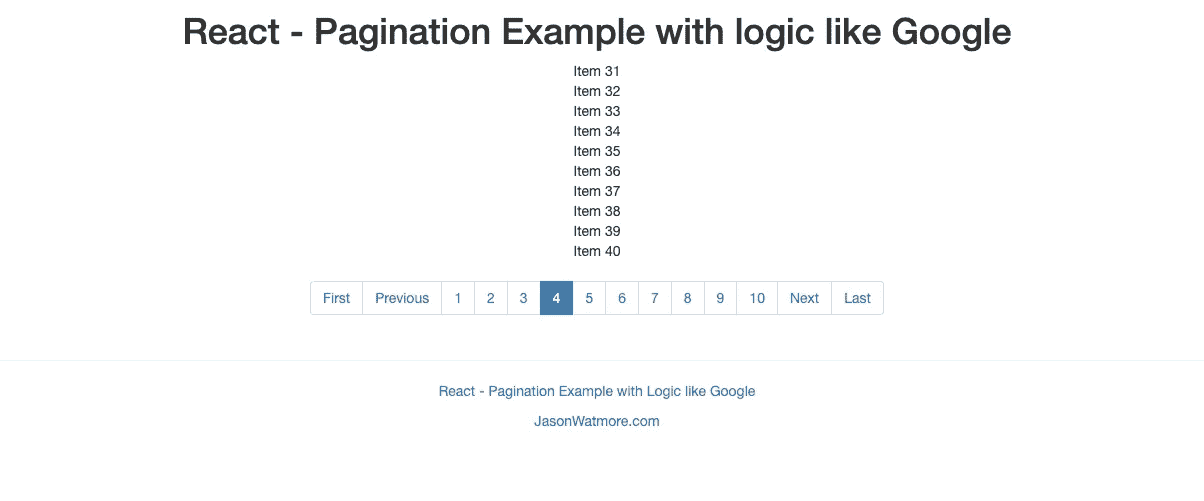 React - Pagination Example with logic like Google
Item 31
Item 32
Item 33
Item 34
Item 35
Item 36
Item 37
Item 38
Item 39
Item 40
First Previous 1 2 3 4 5 6 7 8 9 10 Next Last
React - Pagination Example with Logic like Google
JasonWatmore.com